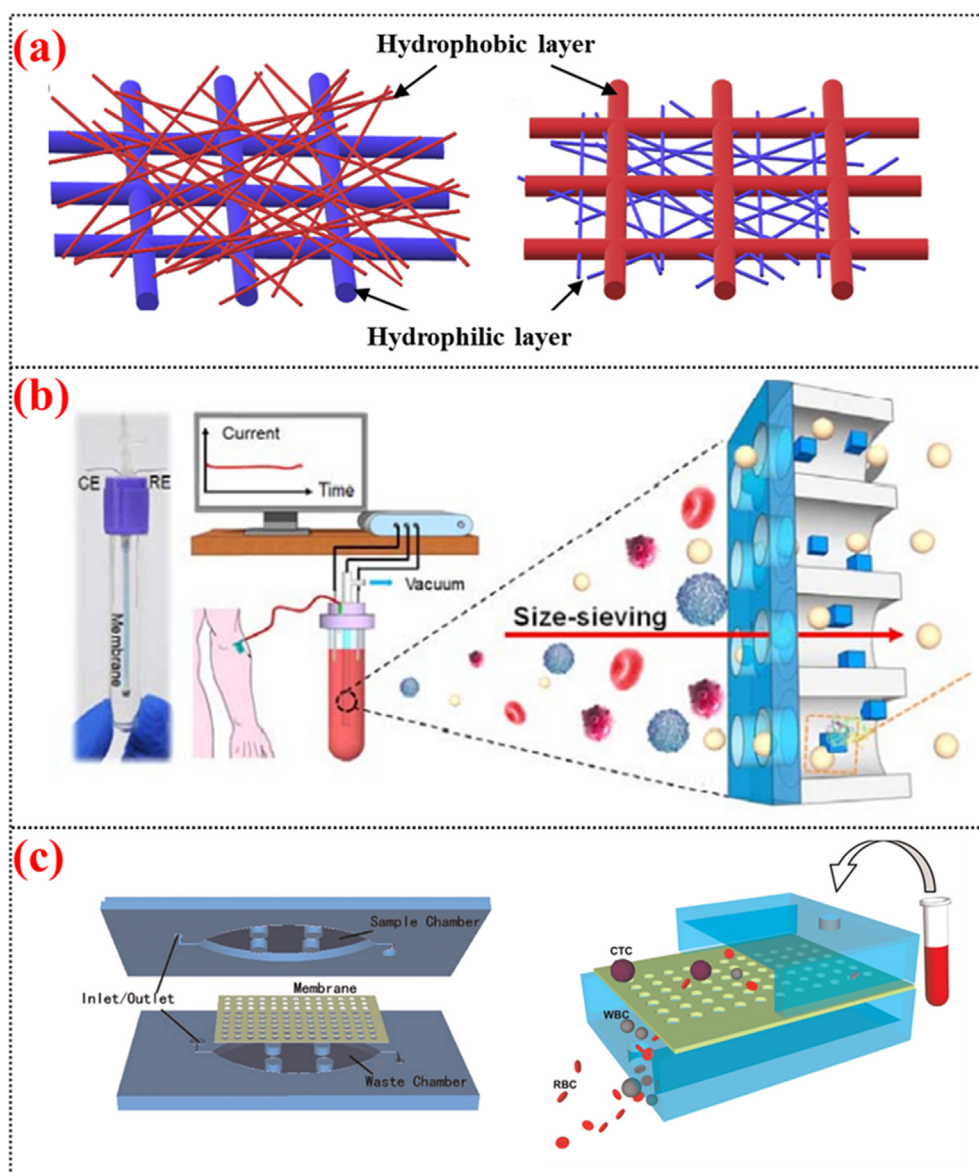 (a)
Hydrophobic layer
Hydrophilic layer
(b)
CE
RE
Membrane
Current
Time
Vacuum
Size-sieving
(c)
Sample Chamber
Inlet/Outlet
Membrane
Waste Chamber
CTC
WBC
RBC